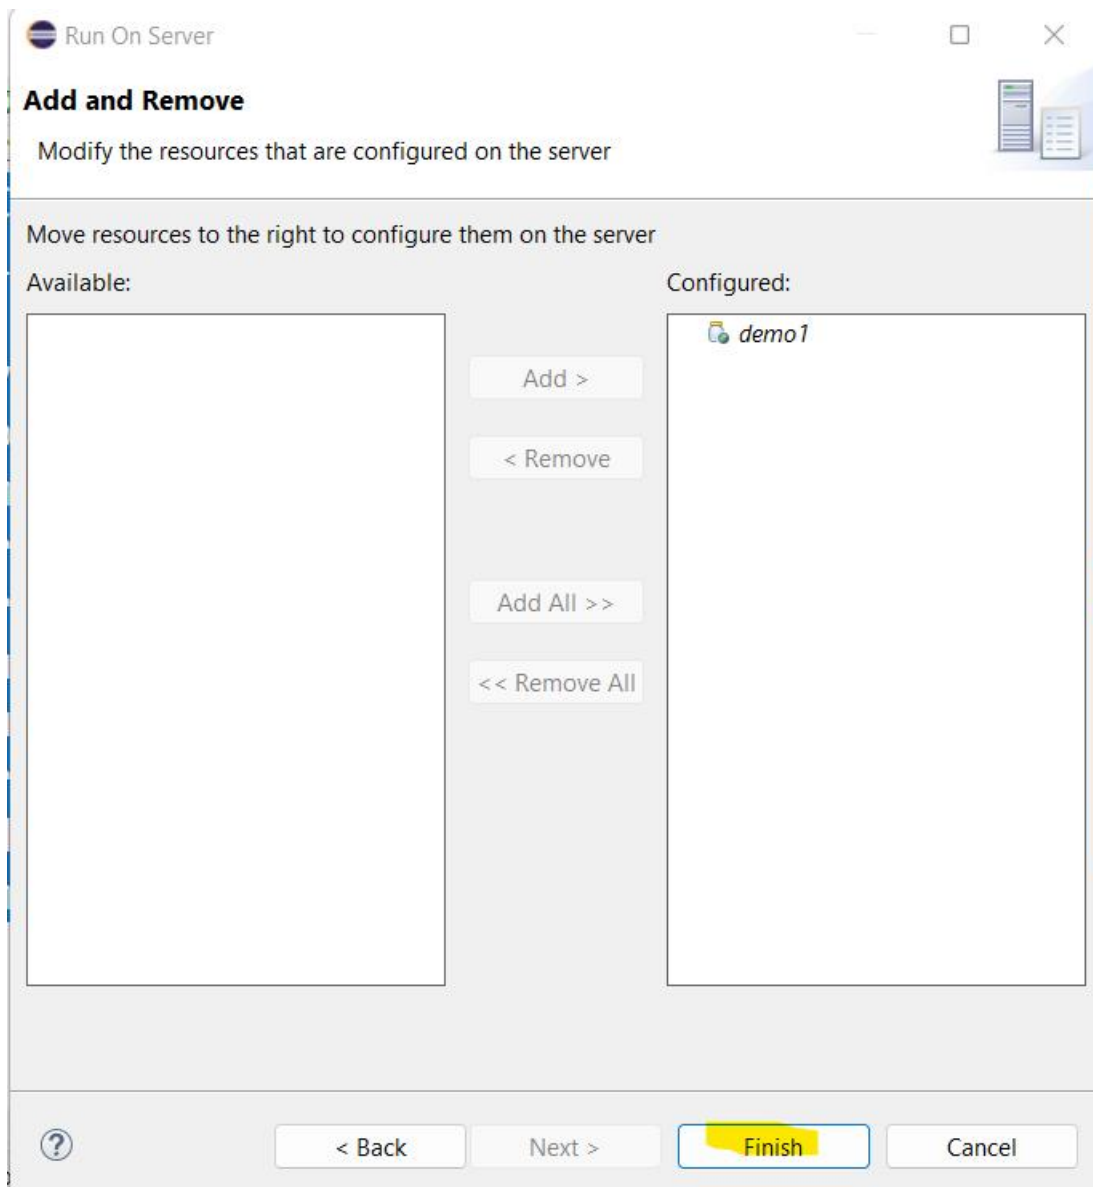 Run On Server
Add and Remove
Modify the resources that are configured on the server
Move resources to the right to configure them on the server
Available:
Configured:
demo1
Add >
< Remove
Add All >>
<< Remove All
?
< Back
Next >
Finish
Cancel